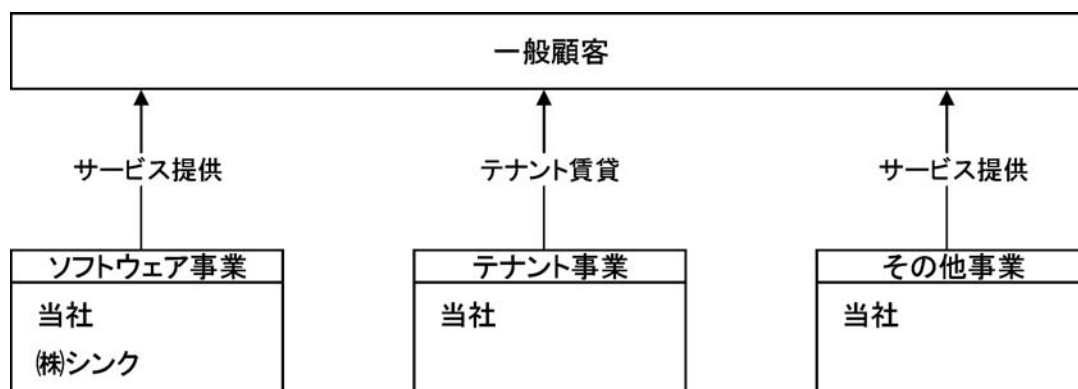 一般顧客
サービス提供
テナント賃貸
サービス提供
ソフトウェア事業
テナント事業
その他事業
当社
㈱シンク
当社
当社